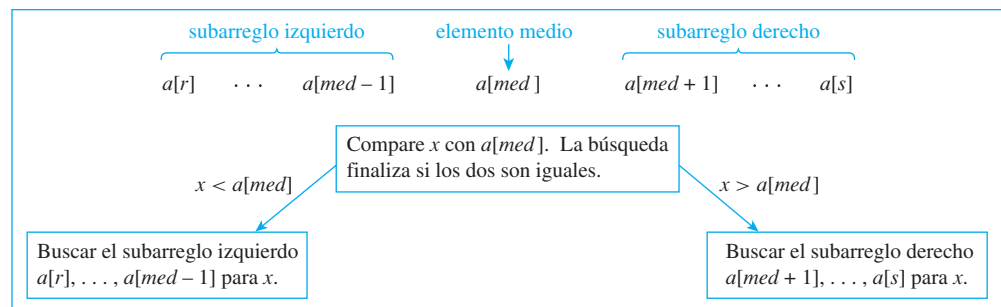 subarreglo izquierdo elemento medio subarreglo derecho
a[r] · · · a[med – 1] a[med] a[med + 1] · · · a[s]
Compare x con a[med]. La búsqueda
finaliza si los dos son iguales.
x < a[med] x > a[med]
Buscar el subarreglo izquierdo
a[r], . . . , a[med – 1] para x.
Buscar el subarreglo derecho
a[med + 1], . . . , a[s] para x.